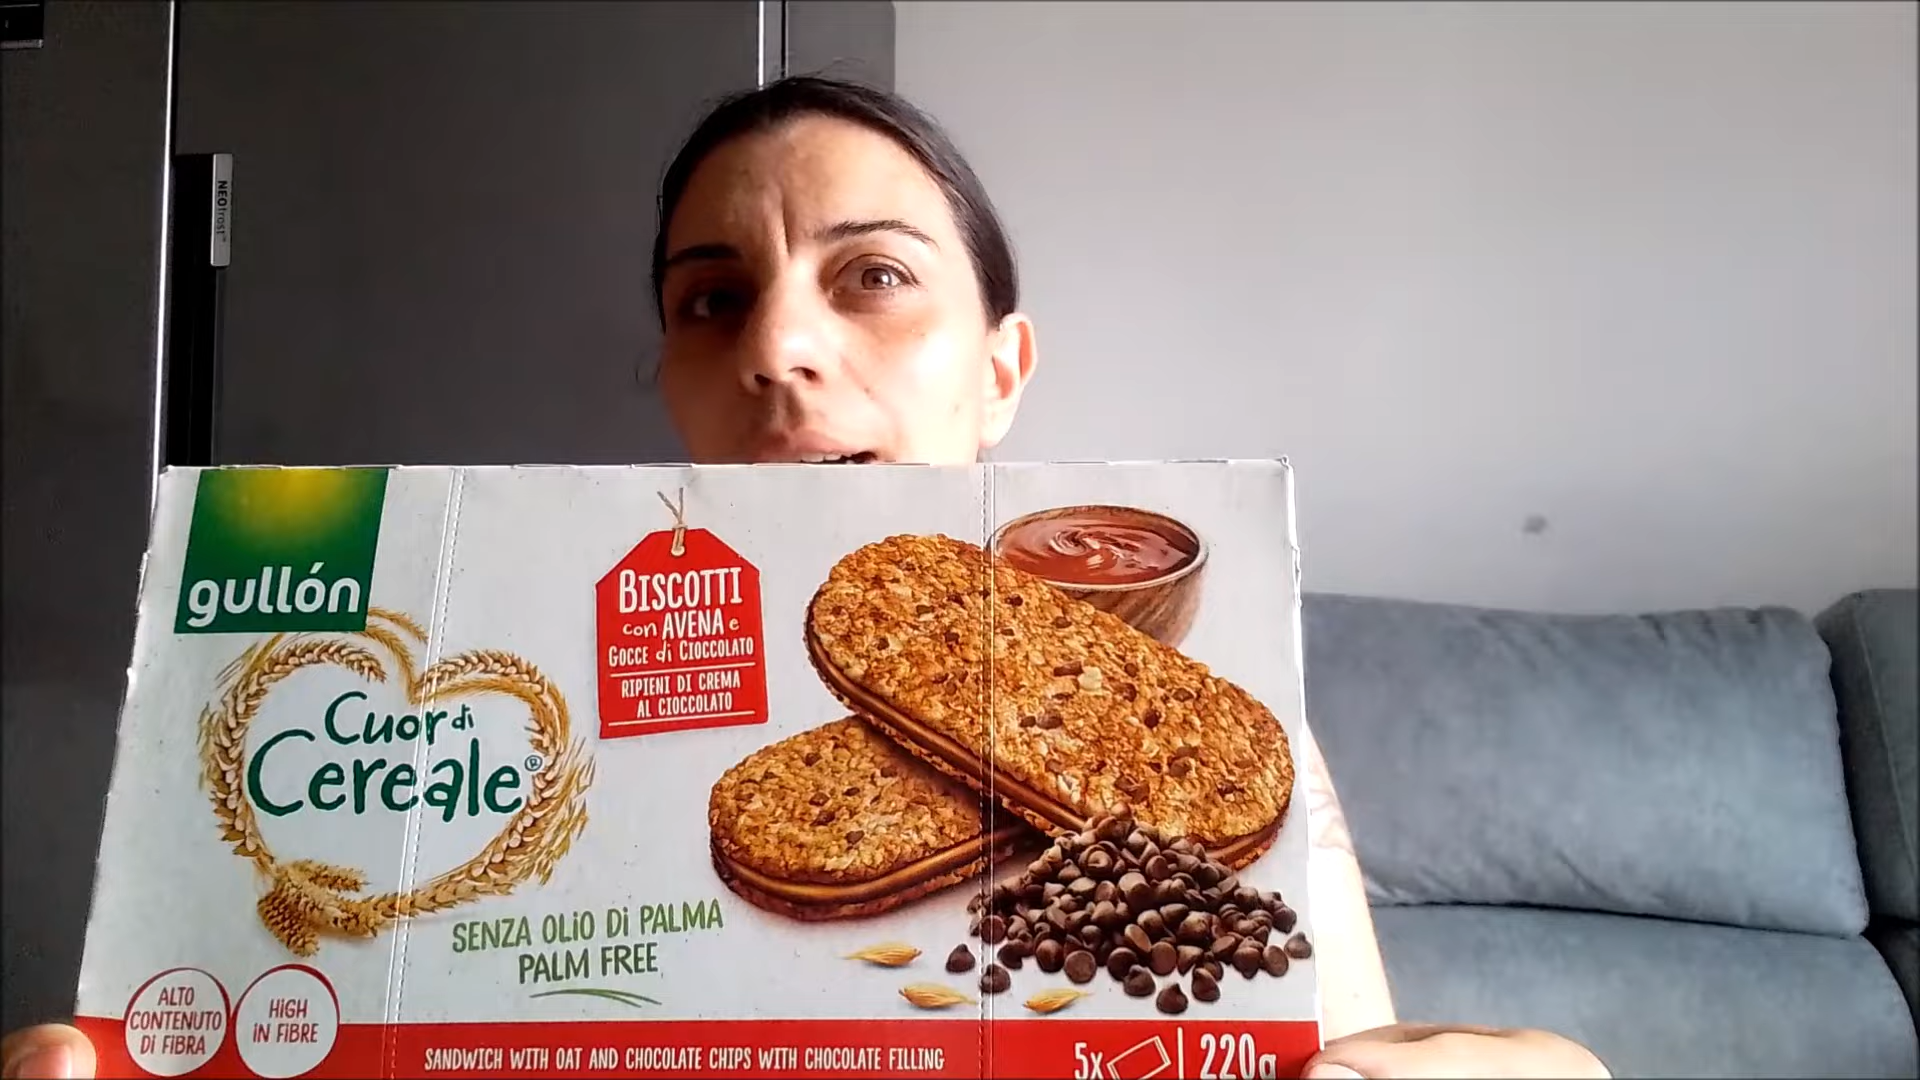 NEOfrost™
gullón
Cuor di
Cereale®
BISCOTTI
con AVENA e
GOCCE di CIOCCOLATO
RIPIENI DI CREMA
AL CIOCCOLATO
SENZA OLIO DI PALMA
PALM FREE
ALTO
CONTENUTO
DI FIBRA
HIGH
IN FIBRE
SANDWICH WITH OAT AND CHOCOLATE CHIPS WITH CHOCOLATE FILLING
5x
220g